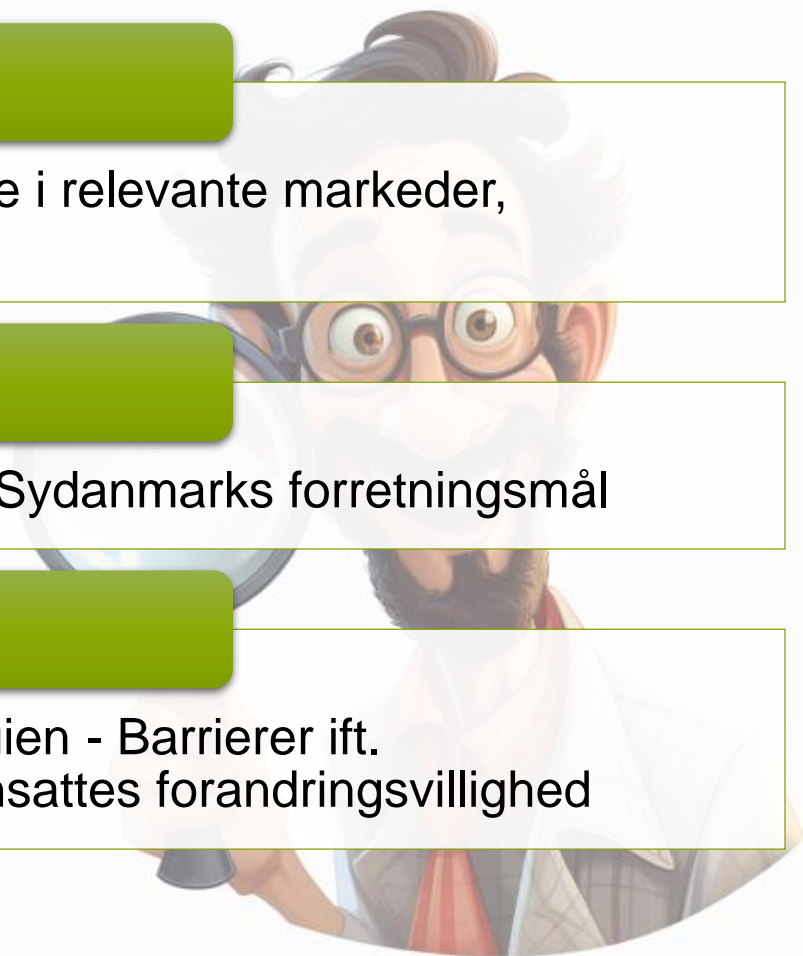 e i relevante markeder,
Sydanmarks forretningsmål
ien - Barrierer ift.
nsattes forandringsvillighed